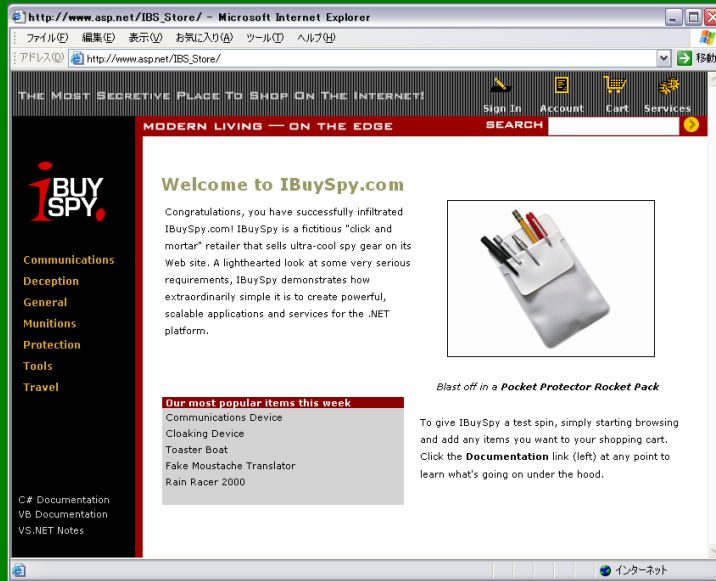 http://www.asp.net/IBS_Store/ - Microsoft Internet Explorer
ファイル(F) 編集(E) 表示(V) お気に入り(A) ツール(T) ヘルプ(H)
アドレス(D) http://www.asp.net/IBS_Store/ 移動
THE MOST SECRETIVE PLACE TO SHOP ON THE INTERNET!
Sign In Account Cart Services
MODERN LIVING — ON THE EDGE SEARCH
iBUY
SPY.
Communications
Deception
General
Munitions
Protection
Tools
Travel
C# Documentation
VB Documentation
VS.NET Notes
Welcome to IBuySpy.com
Congratulations, you have successfully infiltrated
IBuySpy.com! IBuySpy is a fictitious "click and
mortar" retailer that sells ultra-cool spy gear on its
Web site. A lighthearted look at some very serious
requirements, IBuySpy demonstrates how
extraordinarily simple it is to create powerful,
scalable applications and services for the .NET
platform.
Our most popular items this week
Communications Device
Cloaking Device
Toaster Boat
Fake Moustache Translator
Rain Racer 2000
Blast off in a Pocket Protector Rocket Pack
To give IBuySpy a test spin, simply starting browsing
and add any items you want to your shopping cart.
Click the Documentation link (left) at any point to
learn what's going on under the hood.
インターネット